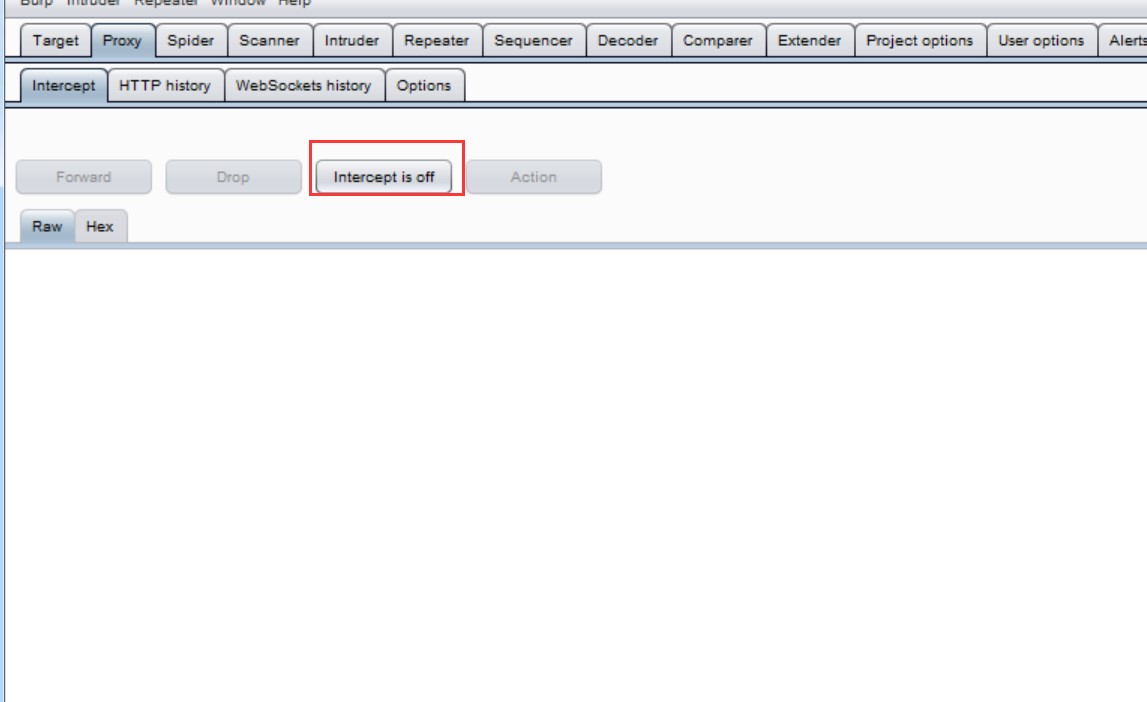 Burp Intruder Repeater Window Help
Target Proxy Spider Scanner Intruder Repeater Sequencer Decoder Comparer Extender Project options User options Alerts
Intercept HTTP history WebSockets history Options
Forward Drop Intercept is off Action
Raw Hex